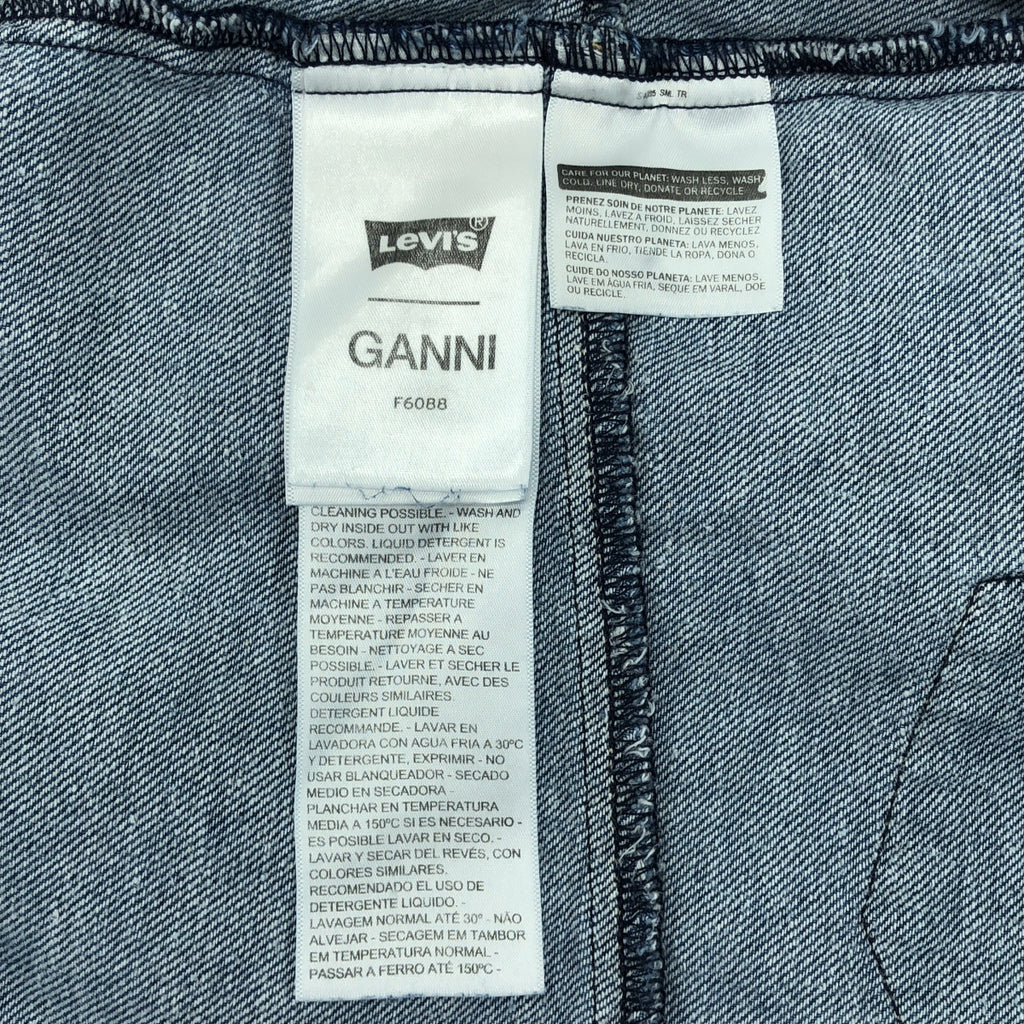 LEVI'S®
GANNI
F6088
CLEANING POSSIBLE. - WASH AND
DRY INSIDE OUT WITH LIKE
COLORS. LIQUID DETERGENT IS
RECOMMENDED. - LAVER EN
MACHINE A L'EAU FROIDE - NE
PAS BLANCHIR - SECHER EN
MACHINE A TEMPERATURE
MOYENNE - REPASSER A
TEMPERATURE MOYENNE AU
BESOIN - NETTOYAGE A SEC
POSSIBLE. - LAVER ET SECHER LE
PRODUIT RETOURNE, AVEC DES
COULEURS SIMILAIRES.
DETERGENT LIQUIDE
RECOMMANDE. - LAVAR EN
LAVADORA CON AGUA FRIA A 30ºC
Y DETERGENTE, EXPRIMIR - NO
USAR BLANQUEADOR - SECADO
MEDIO EN SECADORA -
PLANCHAR EN TEMPERATURA
MEDIA A 150ºC SI ES NECESARIO -
ES POSIBLE LAVAR EN SECO. -
LAVAR Y SECAR DEL REVÉS, CON
COLORES SIMILARES.
RECOMENDADO EL USO DE
DETERGENTE LIQUIDO. -
LAVAGEM NORMAL ATÉ 30º - NÃO
ALVEJAR - SECAGEM EM TAMBOR
EM TEMPERATURA NORMAL -
PASSAR A FERRO ATÉ 150ºC -
SML TR
CARE FOR OUR PLANET: WASH LESS, WASH
COLD, LINE DRY, DONATE OR RECYCLE
PRENEZ SOIN DE NOTRE PLANETE: LAVEZ
MOINS, LAVEZ A FROID, LAISSEZ SECHER
NATURELLEMENT, DONNEZ OU RECYCLEZ
CUIDA NUESTRO PLANETA: LAVA MENOS,
LAVA EN FRIO, TIENDE LA ROPA, DONA O
RECICLA.
CUIDE DO NOSSO PLANETA: LAVE MENOS,
LAVE EM ÁGUA FRIA, SEQUE EM VARAL, DOE
OU RECICLE.